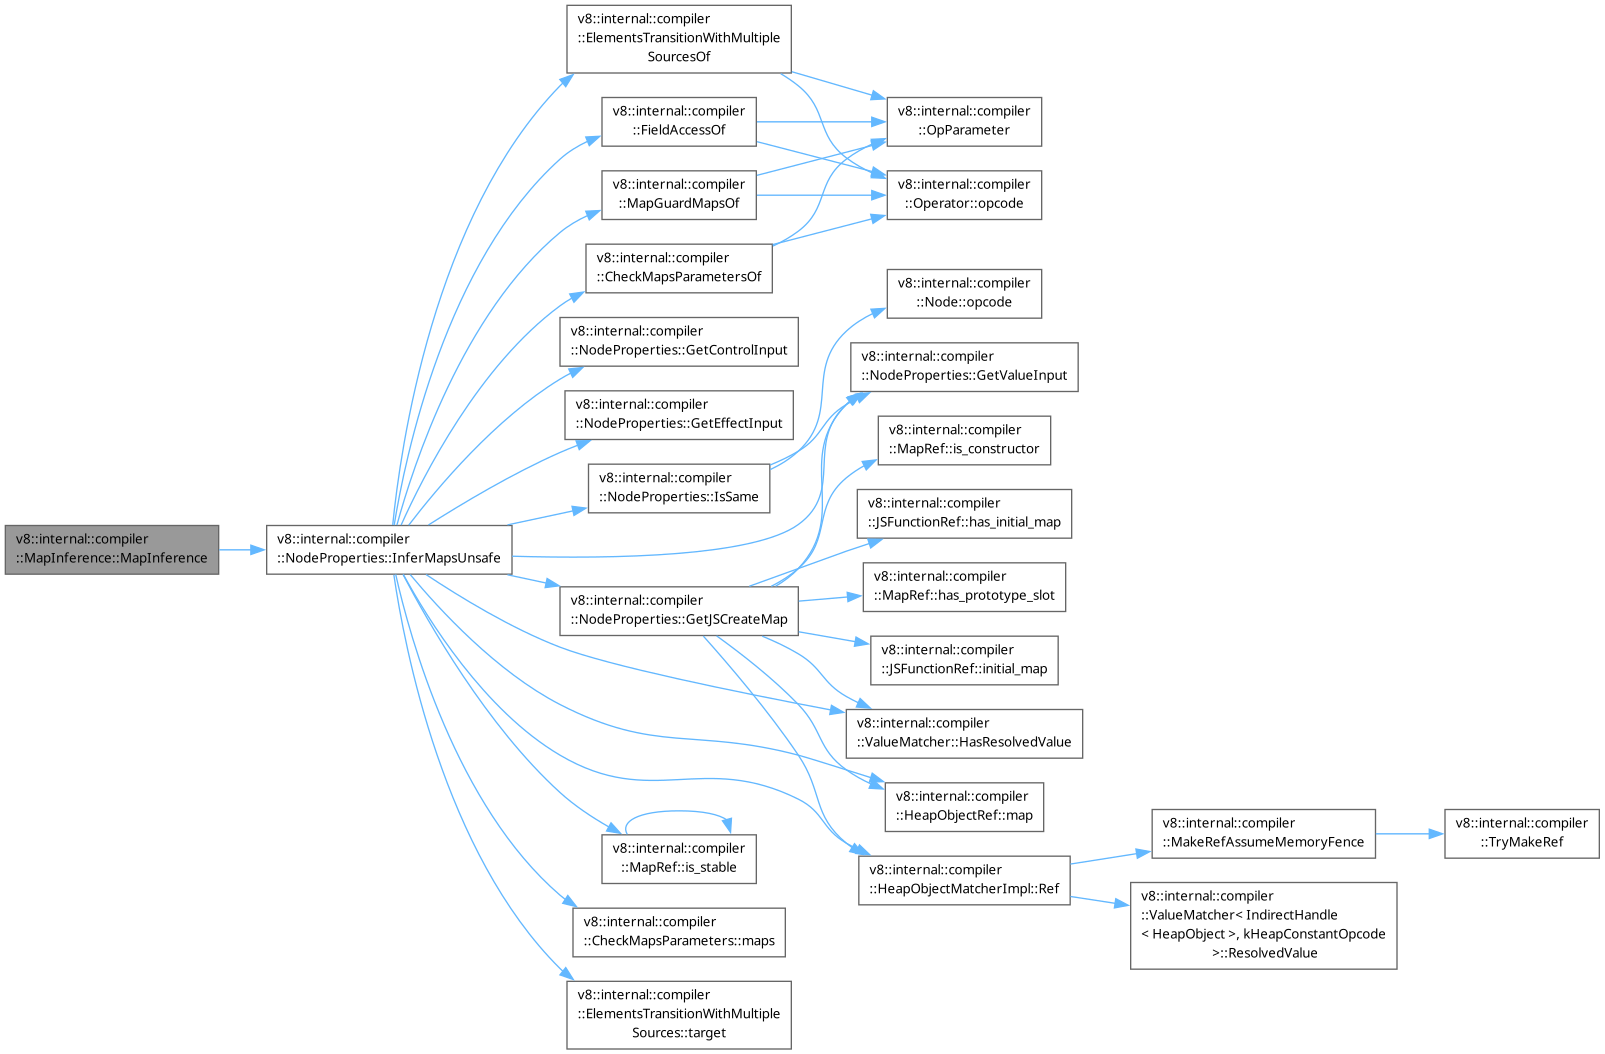 v8::internal::compiler
::MapInference::MapInference
v8::internal::compiler
::NodeProperties::InferMapsUnsafe
v8::internal::compiler
::ElementsTransitionWithMultiple
SourcesOf
v8::internal::compiler
::FieldAccessOf
v8::internal::compiler
::MapGuardMapsOf
v8::internal::compiler
::CheckMapsParametersOf
v8::internal::compiler
::NodeProperties::GetControlInput
v8::internal::compiler
::NodeProperties::GetEffectInput
v8::internal::compiler
::NodeProperties::IsSame
v8::internal::compiler
::NodeProperties::GetJSCreateMap
v8::internal::compiler
::MapRef::is_stable
v8::internal::compiler
::CheckMapsParameters::maps
v8::internal::compiler
::ElementsTransitionWithMultiple
Sources::target
v8::internal::compiler
::OpParameter
v8::internal::compiler
::Operator::opcode
v8::internal::compiler
::Node::opcode
v8::internal::compiler
::NodeProperties::GetValueInput
v8::internal::compiler
::MapRef::is_constructor
v8::internal::compiler
::JSFunctionRef::has_initial_map
v8::internal::compiler
::MapRef::has_prototype_slot
v8::internal::compiler
::JSFunctionRef::initial_map
v8::internal::compiler
::ValueMatcher::HasResolvedValue
v8::internal::compiler
::HeapObjectRef::map
v8::internal::compiler
::HeapObjectMatcherImpl::Ref
v8::internal::compiler
::MakeRefAssumeMemoryFence
v8::internal::compiler
::ValueMatcher< IndirectHandle
< HeapObject >, kHeapConstantOpcode
>::ResolvedValue
v8::internal::compiler
::TryMakeRef